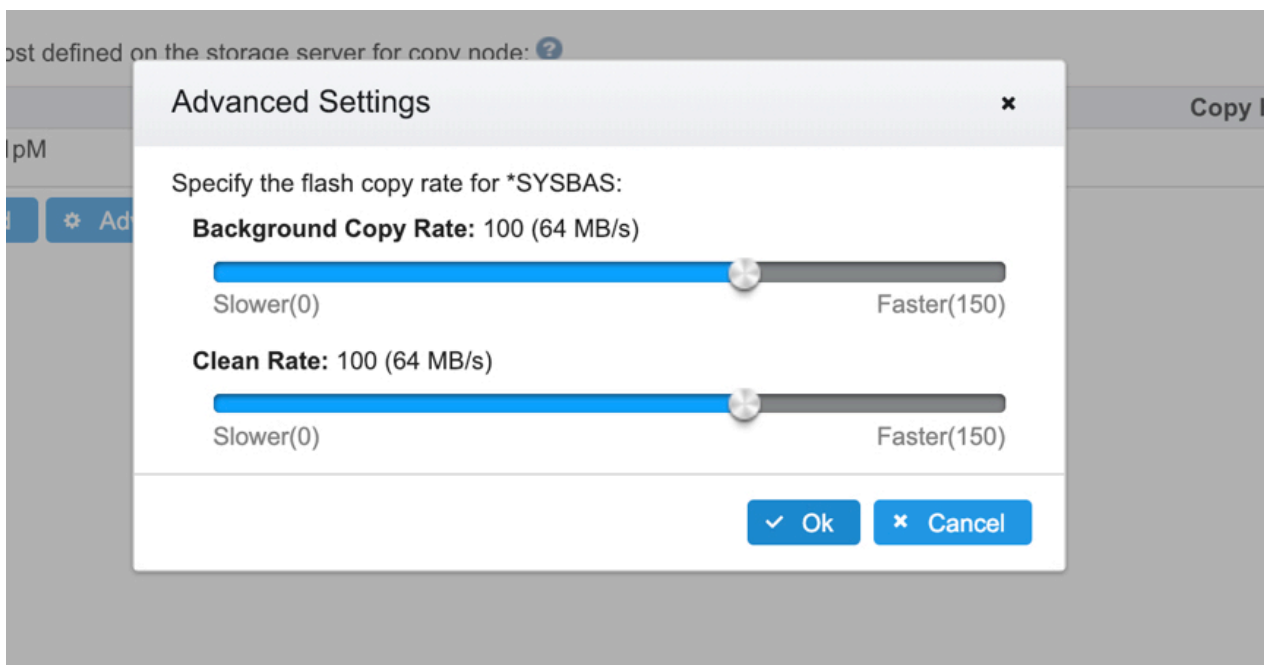 ost defined on the storage server for copy node: ?
Advanced Settings
Copy
pM
Ad
Specify the flash copy rate for *SYSBAS:
Background Copy Rate: 100 (64 MB/s)
Slower(0) Faster(150)
Clean Rate: 100 (64 MB/s)
Slower(0) Faster(150)
Ok Cancel